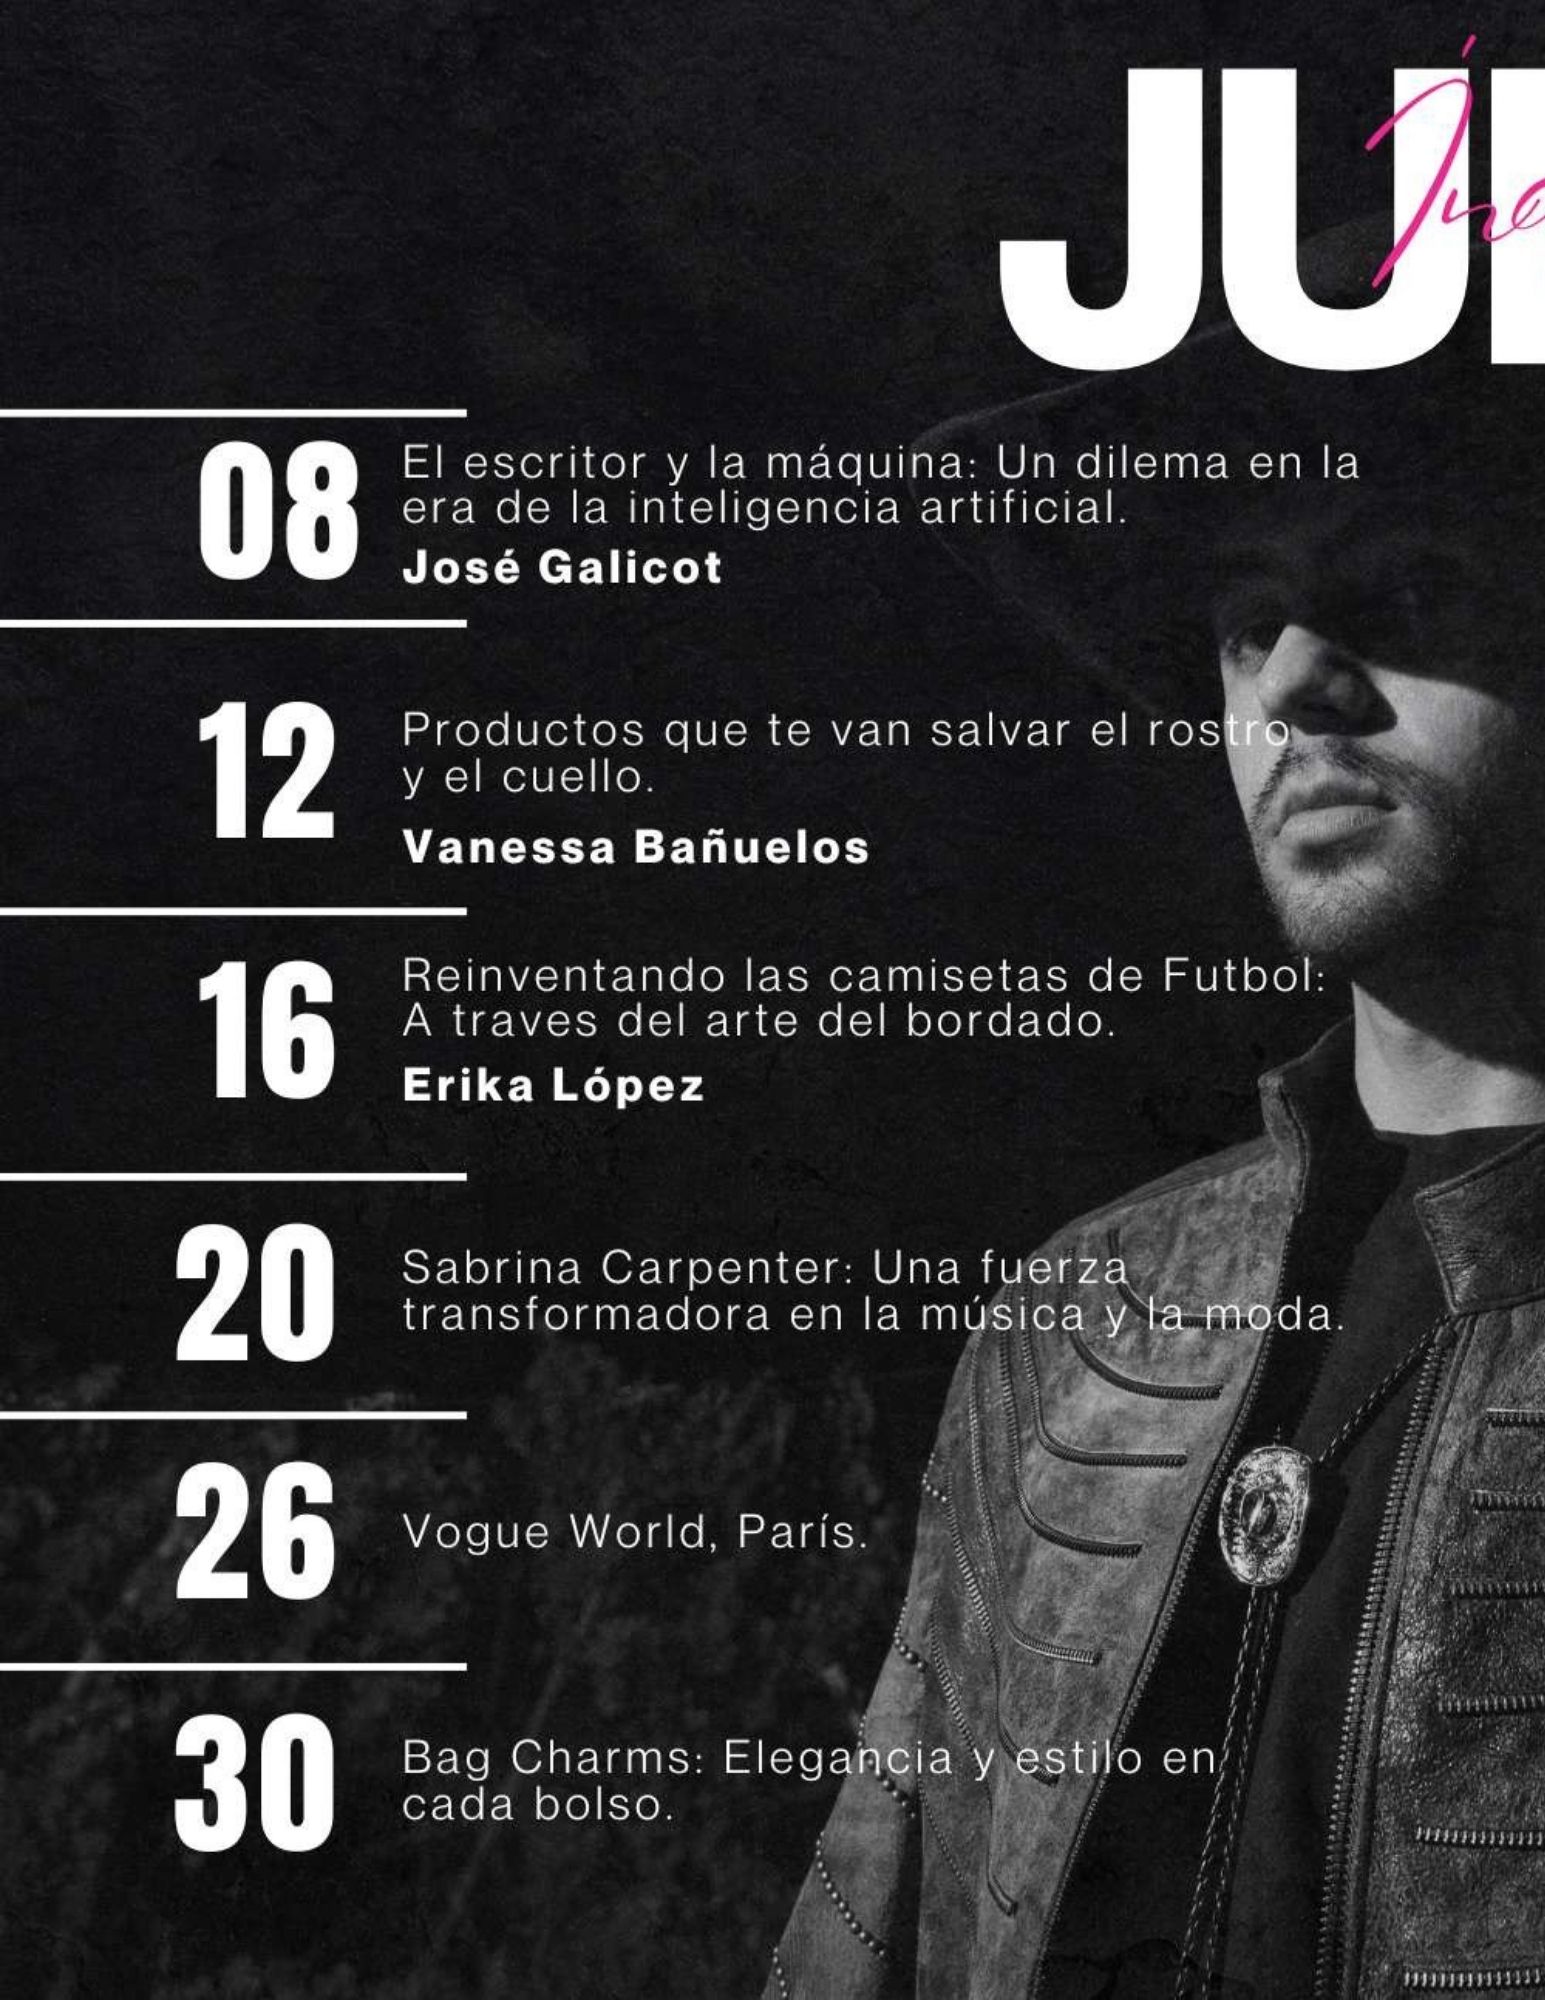 JU
08
El escritor y la máquina: Un dilema en la
era de la inteligencia artificial.
José Galicot
12
Productos que te van salvar el rostro
y el cuello.
Vanessa Bañuelos
16
Reinventando las camisetas de Futbol:
A traves del arte del bordado.
Erika López
20
Sabrina Carpenter: Una fuerza
transformadora en la música y la moda.
26
Vogue World, París.
30
Bag Charms: Elegancia y estilo en
cada bolso.